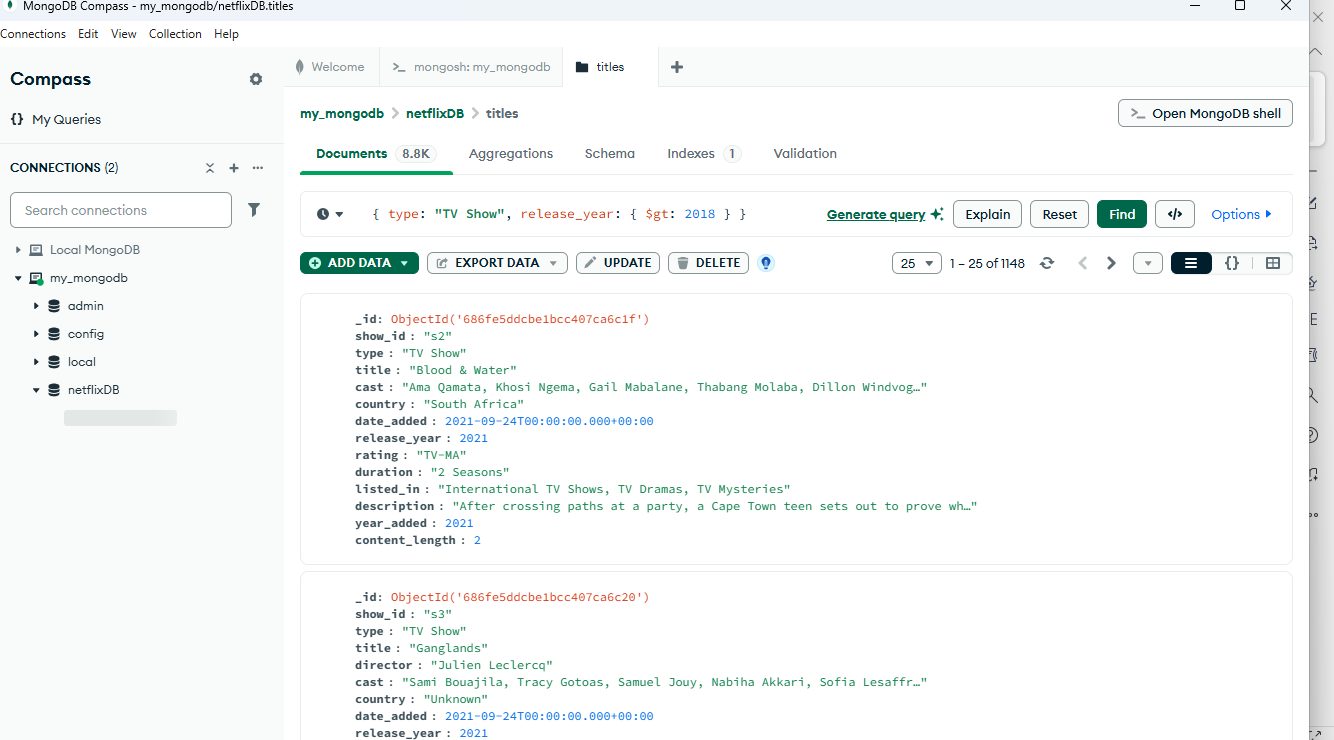 MongoDB Compass - my_mongodb/netflixDB.titles
Connections Edit View Collection Help
Compass
My Queries
CONNECTIONS (2)
Search connections
Local MongoDB
my_mongodb
admin
config
local
netflixDB
Welcome
mongosh: my_mongodb
titles
my_mongodb > netflixDB > titles
>_ Open MongoDB shell
Documents 8.8K Aggregations Schema Indexes 1 Validation
{ type: "TV Show", release_year: { $gt: 2018 } }
Generate query Explain Reset Find </> Options
ADD DATA EXPORT DATA UPDATE DELETE
25 1 – 25 of 1148
_id: ObjectId('686fe5ddcbe1bcc407ca6c1f')
show_id : "s2"
type : "TV Show"
title : "Blood & Water"
cast : "Ama Qamata, Khosi Ngema, Gail Mabalane, Thabang Molaba, Dillon Windvog…"
country : "South Africa"
date_added : 2021-09-24T00:00:00.000+00:00
release_year : 2021
rating : "TV-MA"
duration : "2 Seasons"
listed_in : "International TV Shows, TV Dramas, TV Mysteries"
description : "After crossing paths at a party, a Cape Town teen sets out to prove wh…"
year_added : 2021
content_length : 2
_id: ObjectId('686fe5ddcbe1bcc407ca6c20')
show_id : "s3"
type : "TV Show"
title : "Ganglands"
director : "Julien Leclercq"
cast : "Sami Bouajila, Tracy Gotoas, Samuel Jouy, Nabiha Akkari, Sofia Lesaffr…"
country : "Unknown"
date_added : 2021-09-24T00:00:00.000+00:00
release_year : 2021